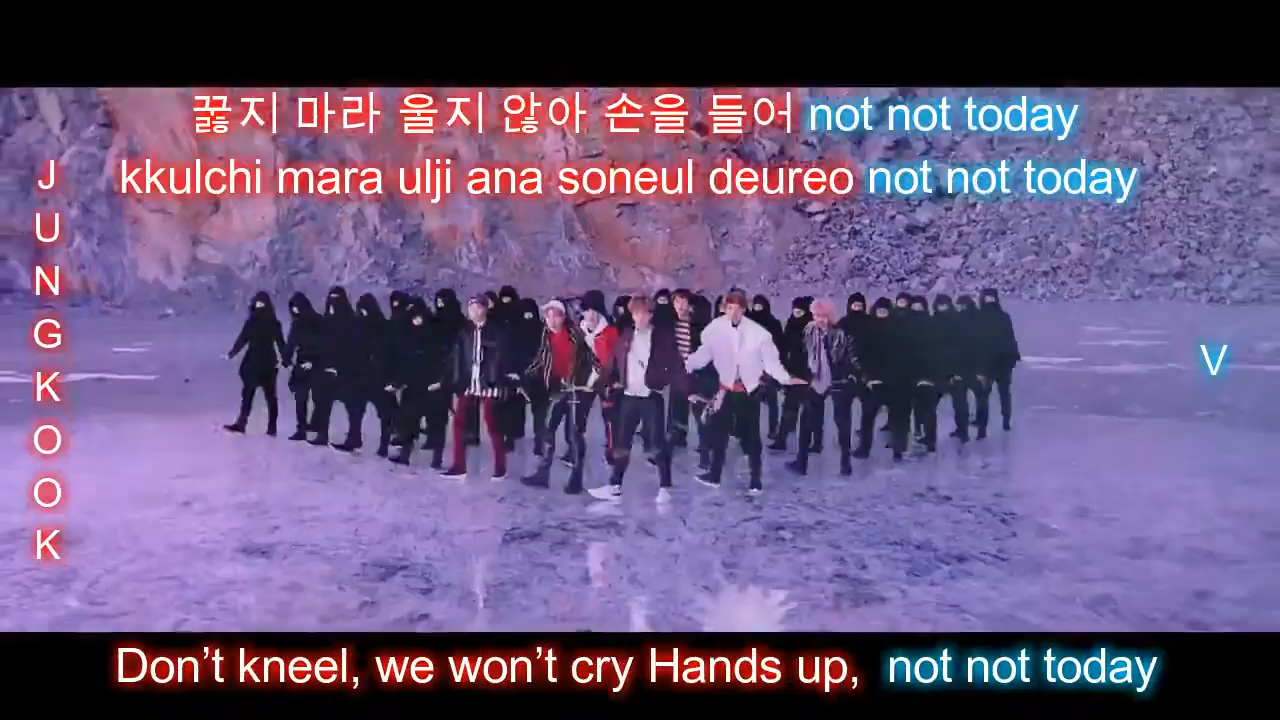 꿇지 마라 울지 않아 손을 들어 not not today
kkulchi mara ulji ana soneul deureo not not today
JUNGKOOK
V
Don’t kneel, we won’t cry Hands up, not not today